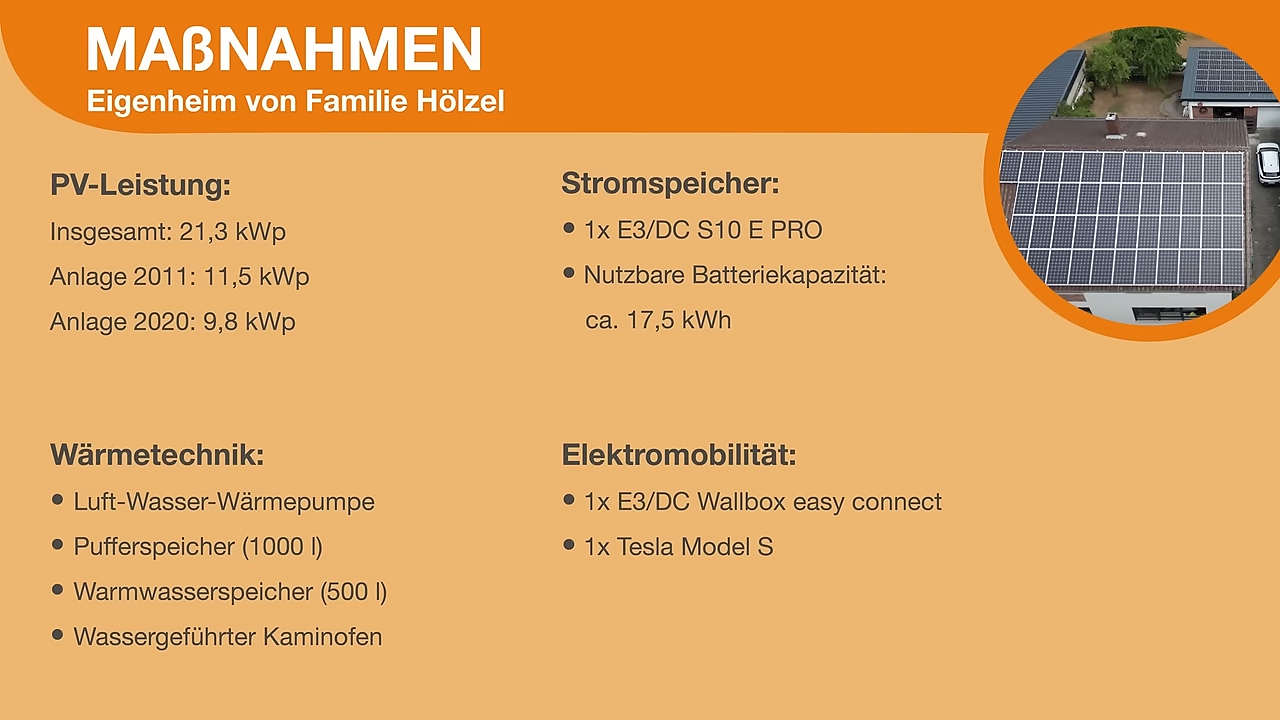 MAßNAHMEN
Eigenheim von Familie Hölzel
PV-Leistung:
Insgesamt: 21,3 kWp
Anlage 2011: 11,5 kWp
Anlage 2020: 9,8 kWp
Stromspeicher:
• 1x E3/DC S10 E PRO
• Nutzbare Batteriekapazität:
ca. 17,5 kWh
Wärmetechnik:
• Luft-Wasser-Wärmepumpe
• Pufferspeicher (1000 l)
• Warmwasserspeicher (500 l)
• Wassergeführter Kaminofen
Elektromobilität:
• 1x E3/DC Wallbox easy connect
• 1x Tesla Model S